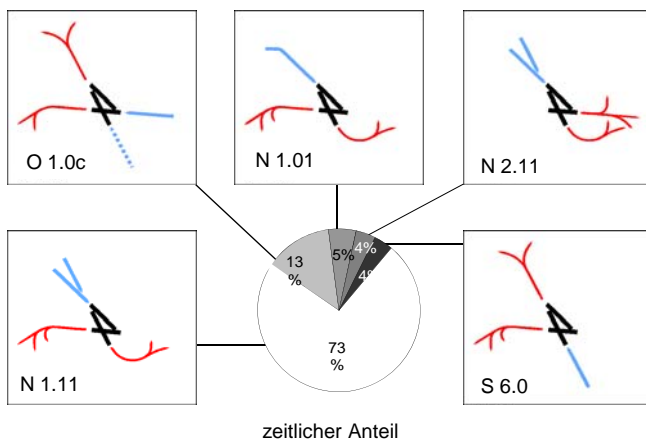 O 1.0c
N 1.01
N 2.11
13
%
5%
4%
4%
73
%
N 1.11
S 6.0
zeitlicher Anteil